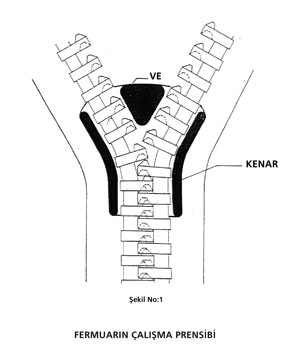 VE
KENAR
Şekil No:1
FERMUARIN ÇALIŞMA PRENSİBİ